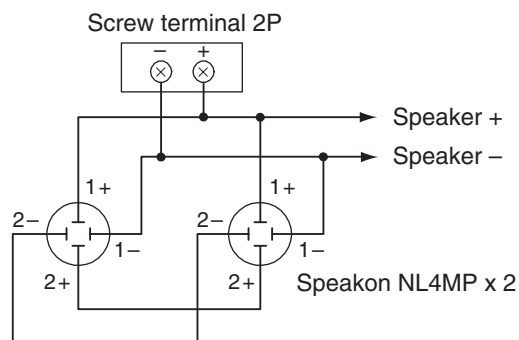 Screw terminal 2P
– +
Speaker +
Speaker –
1+ 1+
2– 2–
1– 1–
2+ 2+
Speakon NL4MP x 2